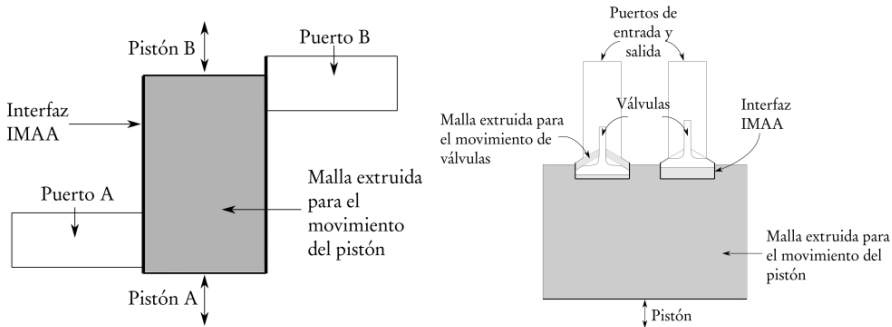 Pistón B
Puerto B
Interfaz
IMAA
Puerto A
Malla extruida
para el
movimiento
del pistón
Pistón A
Puertos de
entrada y
salida
Válvulas
Malla extruida para
el movimiento de
válvulas
Interfaz
IMAA
Malla extruida para
el movimiento del
pistón
Pistón